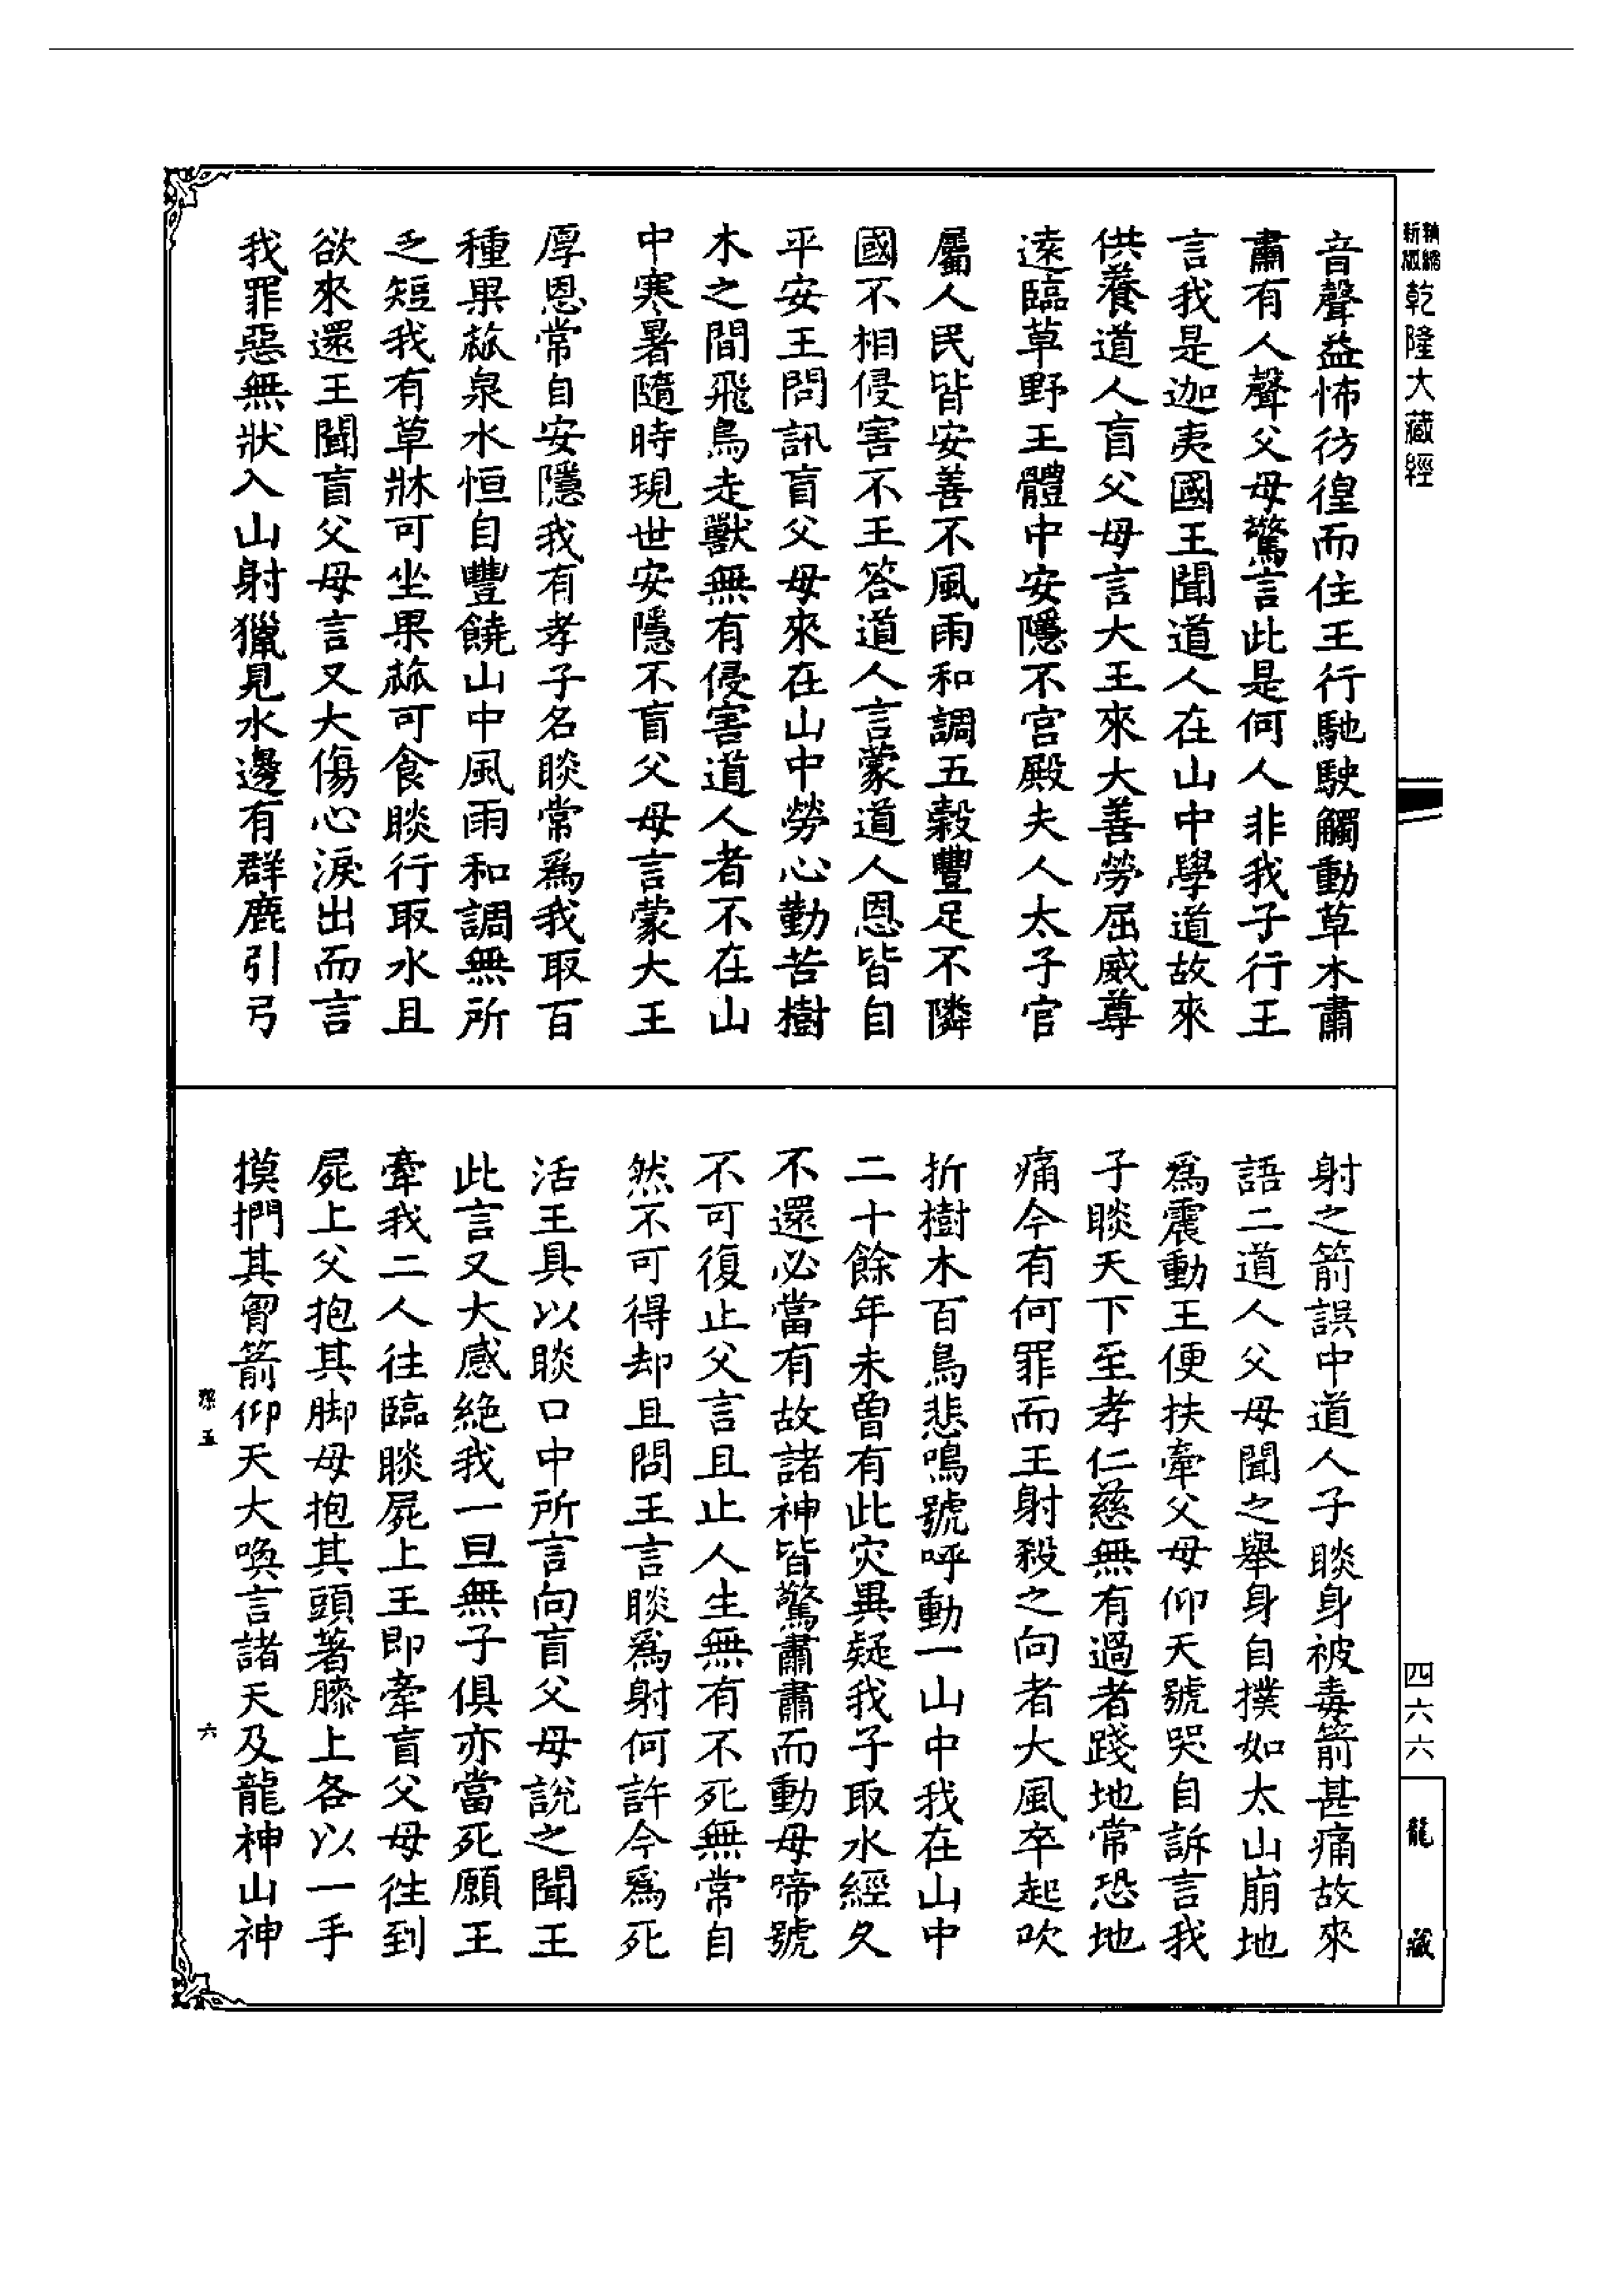 新編縮版乾隆大藏經
音聲益怖彷徨而住王行馳駛觸動草木肅
肅有人聲父母驚言此是何人非我子行王
言我是迦夷國王聞道人在山中學道故來
供養道人盲父母言大王來大善勞屈威尊
遠臨草野王體中安隱不宮殿夫人太子官
屬人民皆安善不風雨和調五穀豐足不隣
國不相侵害不王答道人言蒙道人恩皆自
平安王問訊盲父母來在山中勞心勤苦樹
木之間飛鳥走獸無有侵害道人者不在山
中寒暑隨時現世安隱不盲父母言蒙大王
厚恩常自安隱我有孝子名睒常爲我取百
種果蓏泉水恒自豐饒山中風雨和調無所
乏短我有草牀可坐果蓏可食睒行取水且
欲來還王聞盲父母言又大傷心淚出而言
我罪惡無狀入山射獵見水邊有群鹿引弓
射之箭誤中道人子睒身被毒箭甚痛故來
語二道人父母聞之舉身自撲如太山崩地
爲震動王便扶牽父母仰天號哭自訴言我
子睒天下至孝仁慈無有過者踐地常恐地
痛今有何罪而王射殺之向者大風卒起吹
折樹木百鳥悲鳴號呼動一山中我在山中
二十餘年未曾有此災異疑我子取水經久
不還必當有故諸神皆驚肅肅而動母啼號
不可復止父言且止人生無有不死無常自
然不可得却且問王言睒爲射何許今爲死
活王具以睒口中所言向盲父母說之聞王
此言又大感絶我一旦無子俱亦當死願王
牽我二人往臨睒屍上王即牽盲父母徃到
屍上父抱其脚母抱其頭著膝上各以一手
摸捫其胷箭仰天大喚言諸天及龍神山神
四六六
龍藏
五
六